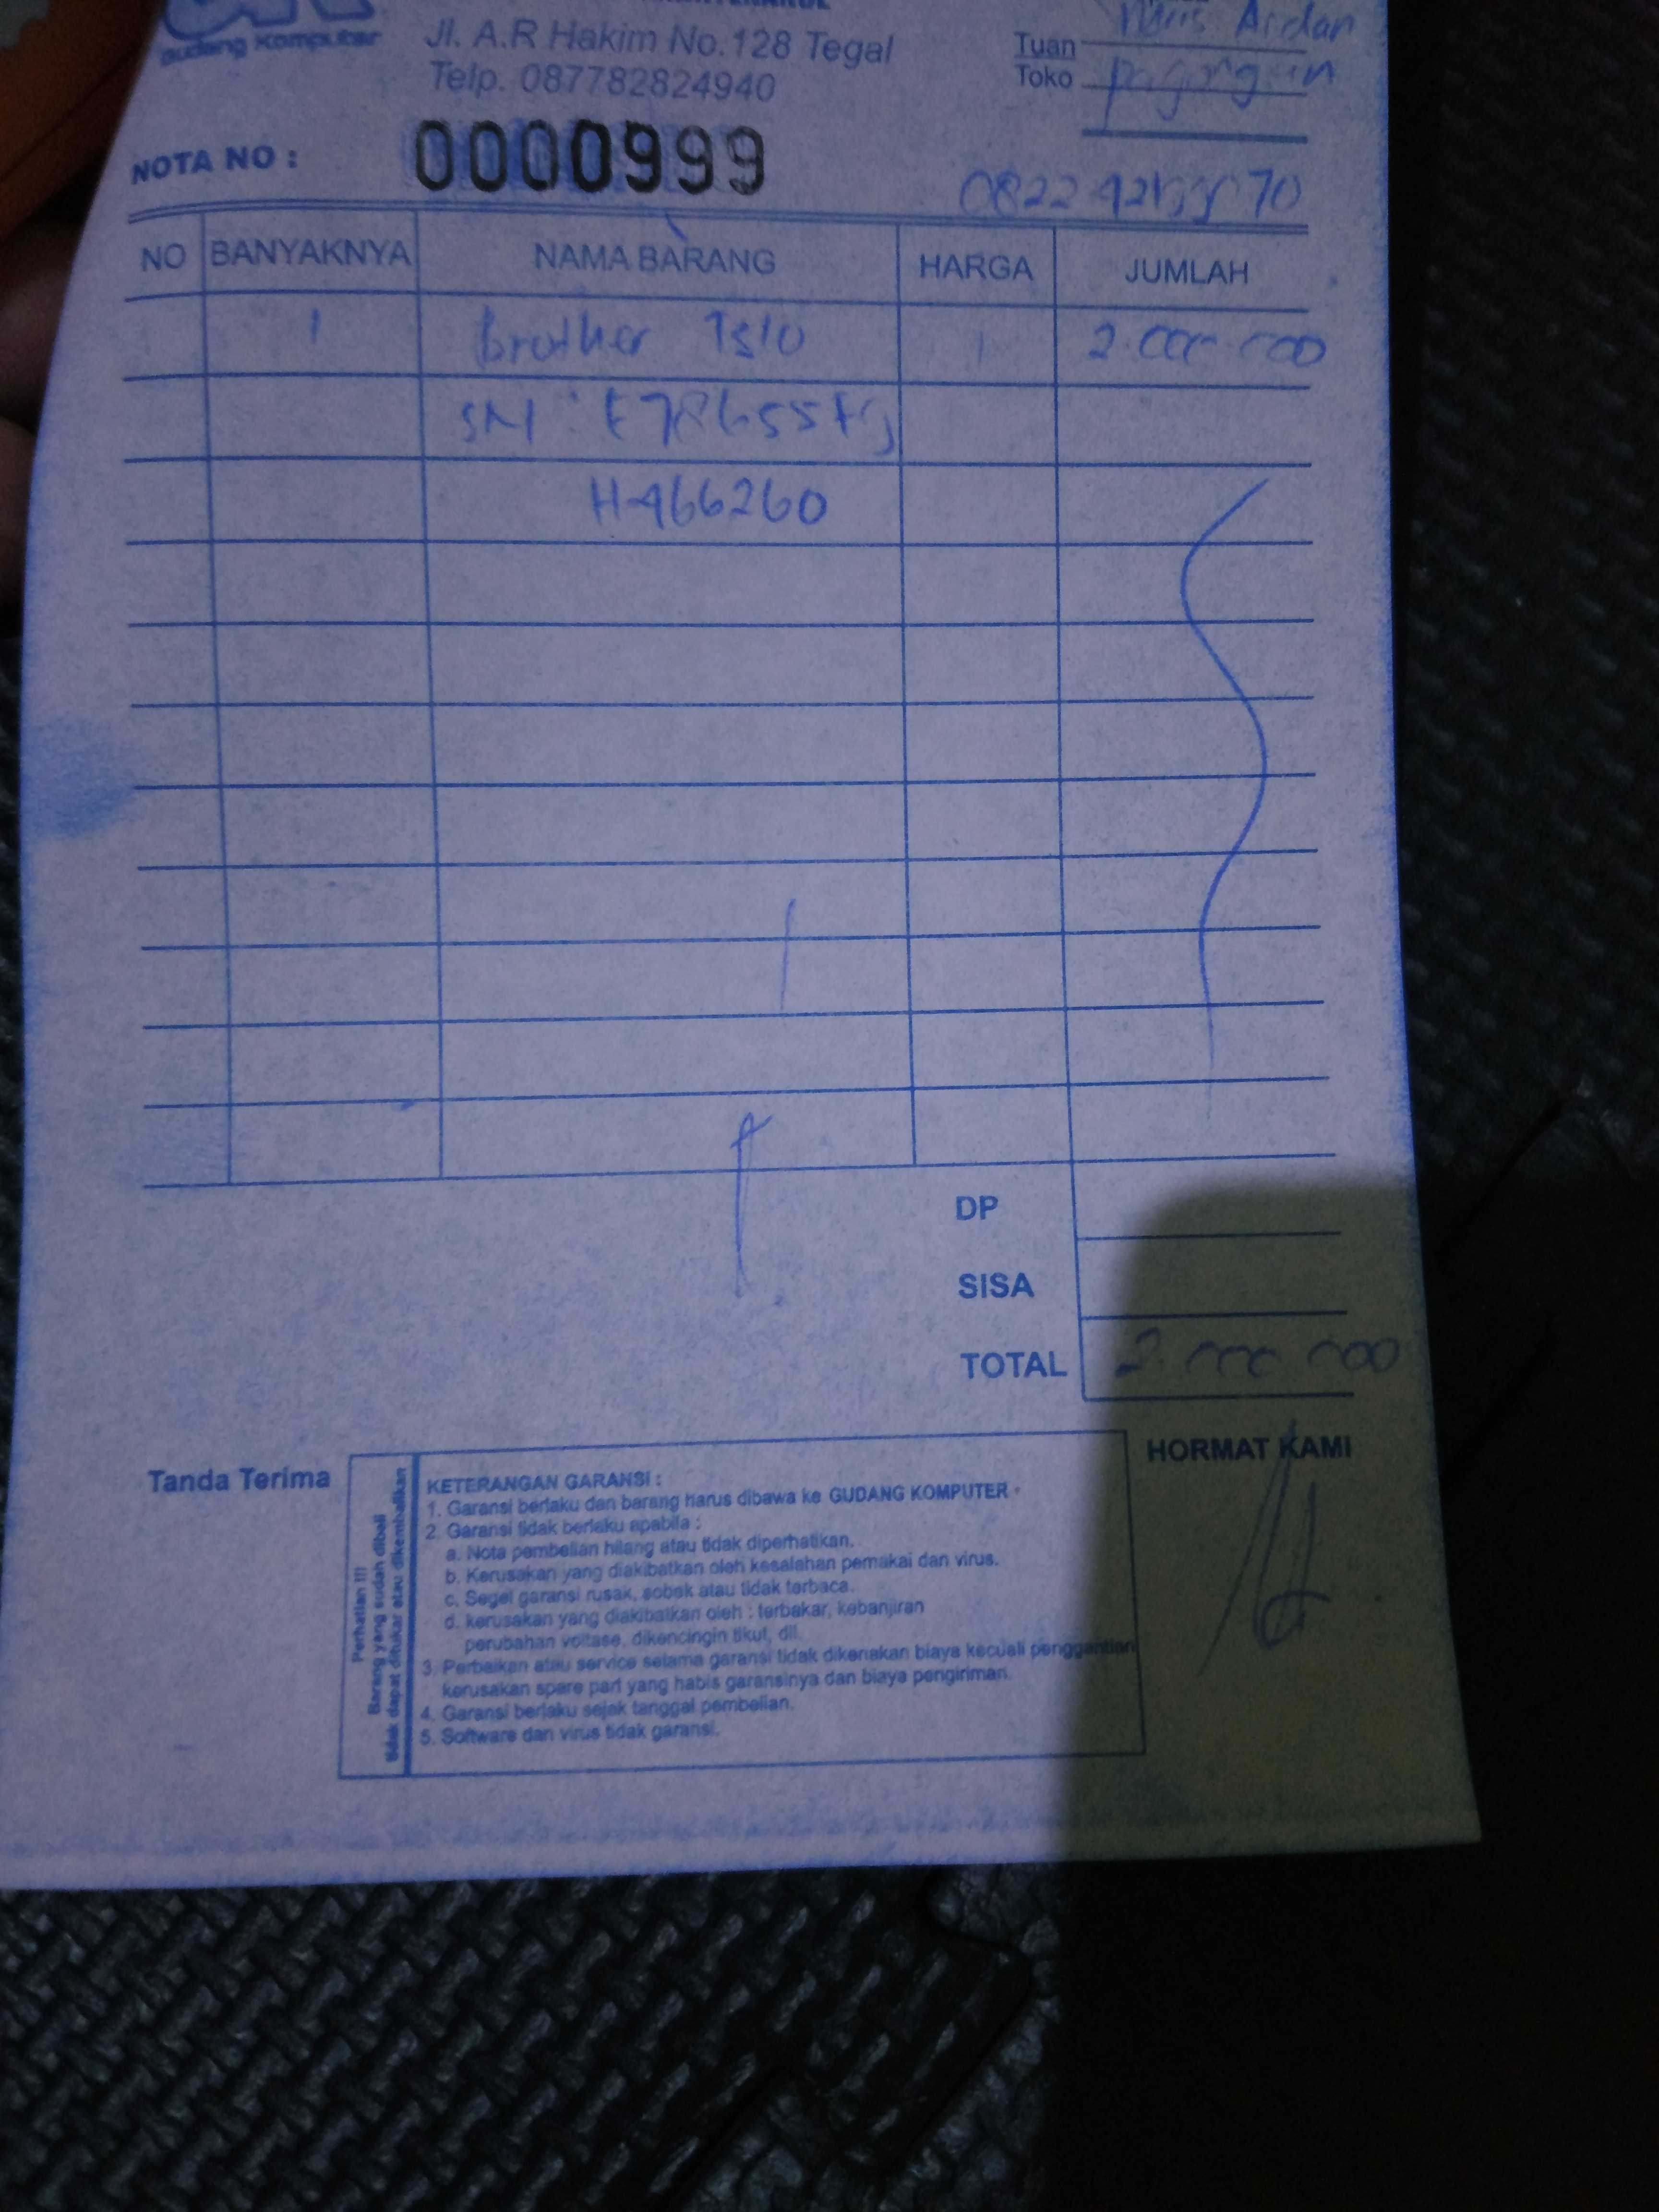 Gudang Komputer
Jl. A.R Hakim No.128 Tegal
Telp. 087782824940
Tuan
Toko
NOTA NO : 0000999
NO BANYAKNYA NAMA BARANG HARGA JUMLAH
1 Brother T310 2.000.000
SN :
H466260
DP
SISA
TOTAL 2.000.000
Tanda Terima
HORMAT KAMI
Perhatian !!!
Barang yang sudah dibali
tidak dapat ditukar atau dikembalikan
KETERANGAN GARANSI :
1. Garansi berlaku dan barang harus dibawa ke GUDANG KOMPUTER
2. Garansi tidak berlaku apabila :
a. Nota pembelian hilang atau tidak diperhatikan.
b. Kerusakan yang diakibatkan oleh kesalahan pemakai dan virus.
c. Segel garansi rusak, sobek atau tidak terbaca.
d. kerusakan yang diakibatkan oleh : terbakar, kebanjiran
perubahan voltase, dikencingin tikut, dll.
3. Perbaikan atau service selama garansi tidak dikenakan biaya kecuali penggantian
kerusakan spare part yang habis garansinya dan biaya pengiriman.
4. Garansi berlaku sejak tanggal pembelian.
5. Software dan virus tidak garansi.